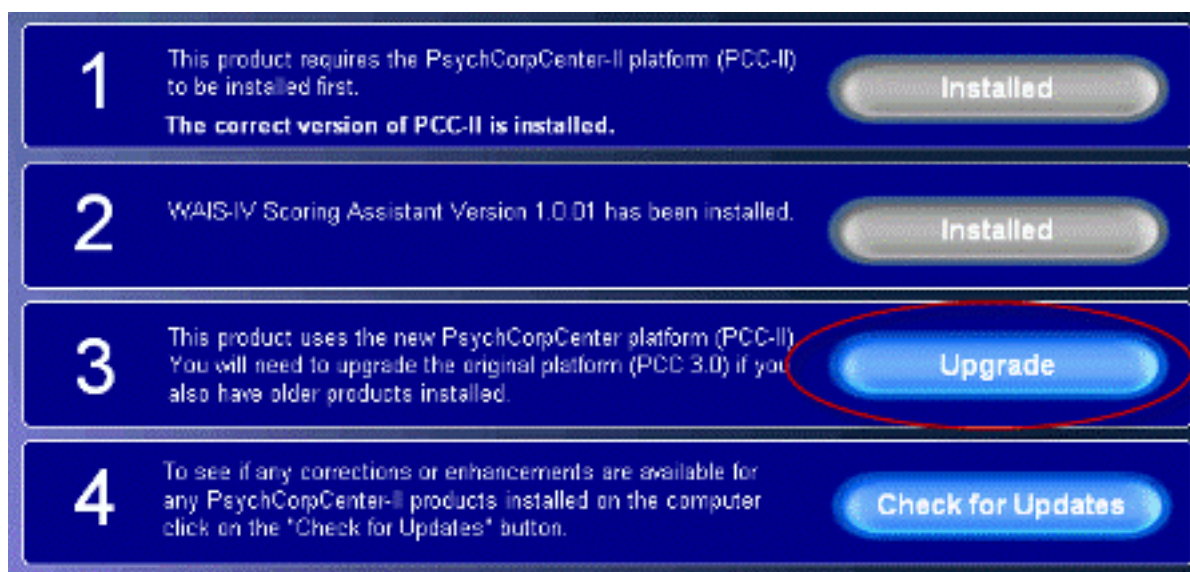 1
This product requires the PsychCorpCenter-II platform (PCC-II)
to be installed first.
The correct version of PCC-II is installed.
Installed
2
WAIS-IV Scoring Assistant Version 1.0.01 has been installed.
Installed
3
This product uses the new PsychCorpCenter platform (PCC-II)
You will need to upgrade the original platform (PCC 3.0) if you
also have older products installed.
Upgrade
4
To see if any corrections or enhancements are available for
any PsychCorpCenter-II products installed on the computer
click on the "Check for Updates" button.
Check for Updates